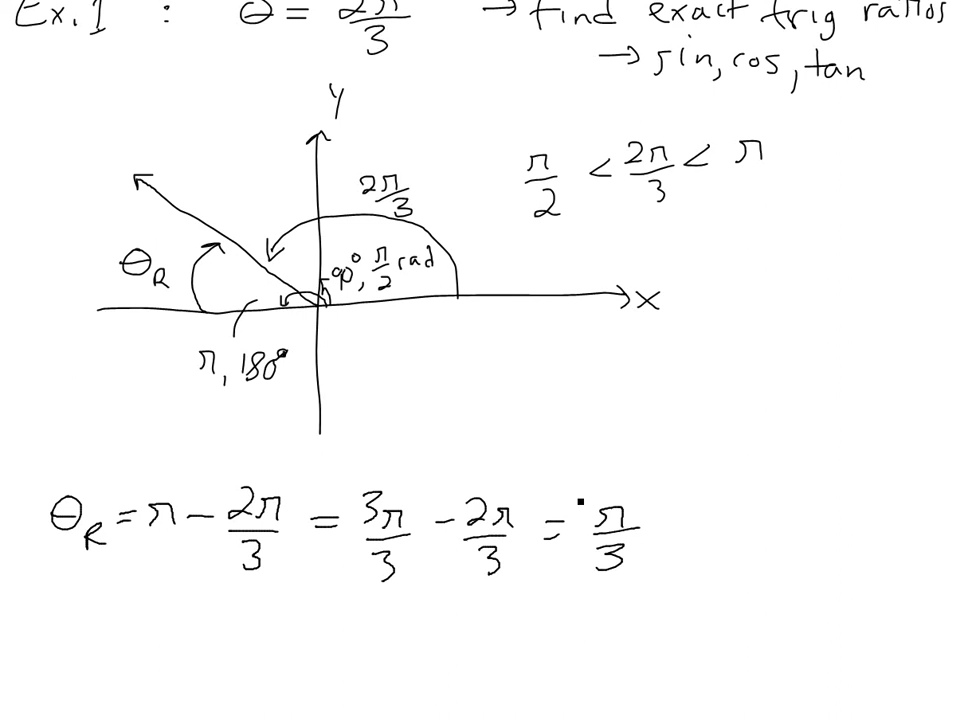 Ex. 1 : θ = 2π/3 → find exact trig ratios
→ sin, cos, tan
y
π/2 < 2π/3 < π
2π/3
θR
90°, π/2 rad
x
π, 180°
θR = π - 2π/3 = 3π/3 - 2π/3 = π/3